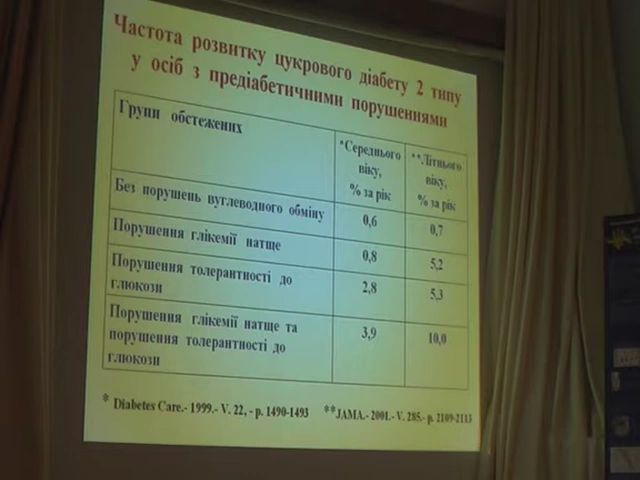 Частота розвитку цукрового діабету 2 типу
у осіб з предіабетичними порушеннями
Групи обстежених
*Середнього
віку,
% за рік
**Літнього
віку,
% за рік
Без порушень вуглеводного обміну
0,6
0,7
Порушення глікемії натще
0,8
5,2
Порушення толерантності до
глюкози
2,8
5,3
Порушення глікемії натще та
порушення толерантності до
глюкози
3,9
10,0
* Diabetes Care.- 1999.- V. 22, - p. 1490-1493
**JAMA.- 2001.- V. 285.- p. 2109-2113